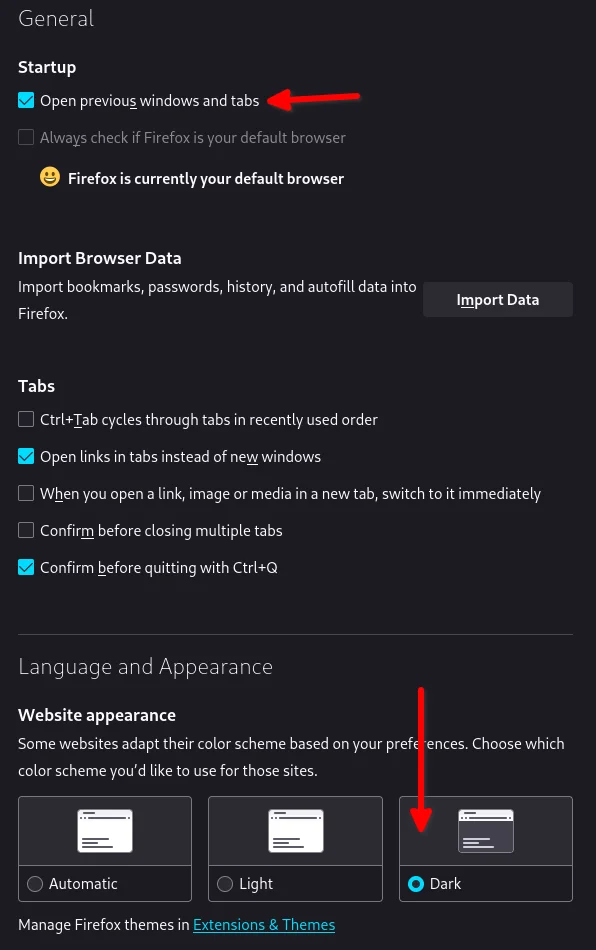 General
Startup
Open previous windows and tabs
Always check if Firefox is your default browser
Firefox is currently your default browser
Import Browser Data
Import bookmarks, passwords, history, and autofill data into
Firefox.
Import Data
Tabs
Ctrl+Tab cycles through tabs in recently used order
Open links in tabs instead of new windows
When you open a link, image or media in a new tab, switch to it immediately
Confirm before closing multiple tabs
Confirm before quitting with Ctrl+Q
Language and Appearance
Website appearance
Some websites adapt their color scheme based on your preferences. Choose which
color scheme you’d like to use for those sites.
Automatic
Light
Dark
Manage Firefox themes in Extensions & Themes